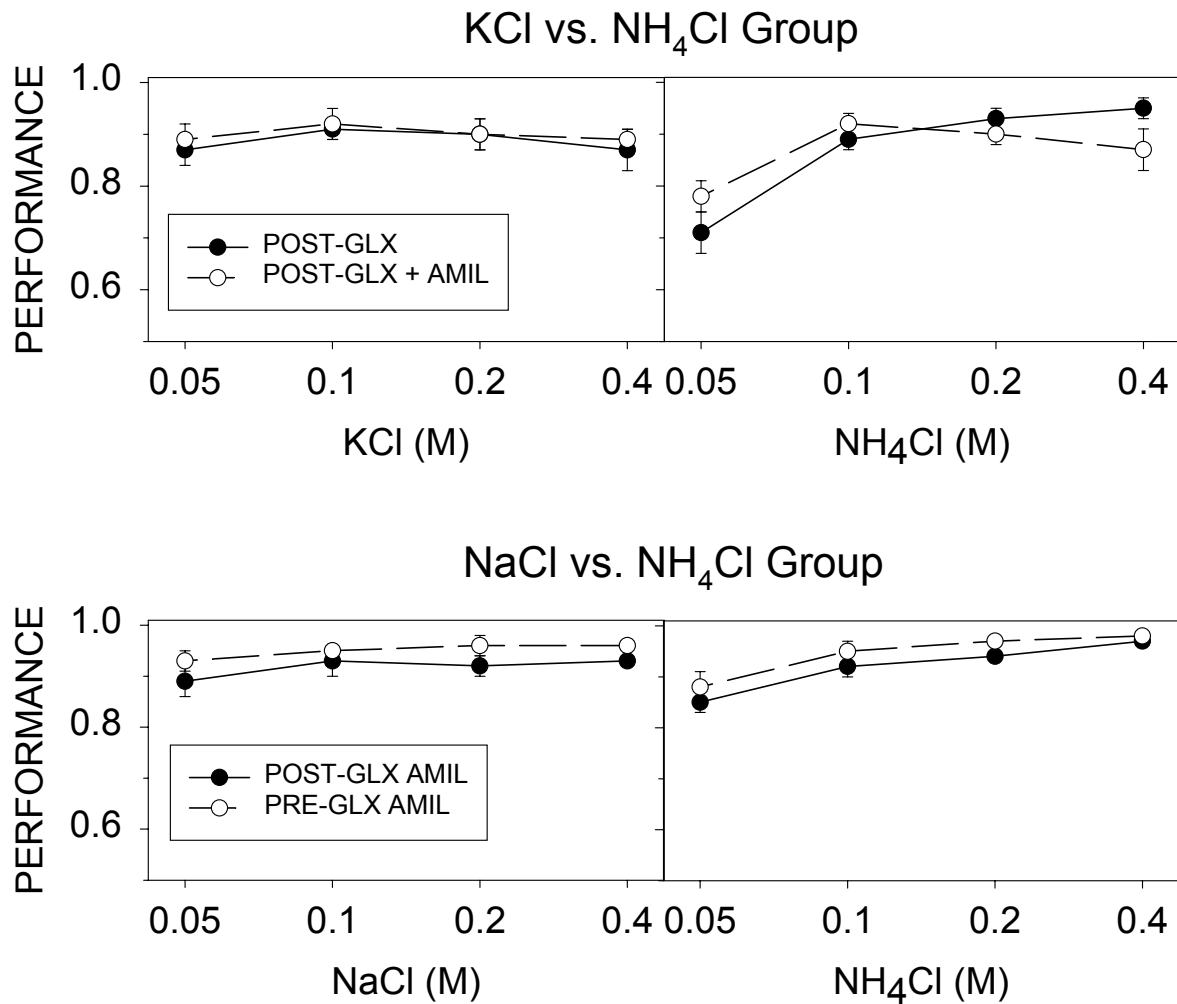 KCl vs. NH4Cl Group
PERFORMANCE
1.0
0.8
0.6
POST-GLX
POST-GLX + AMIL
0.05 0.1 0.2 0.4 0.05 0.1 0.2 0.4
KCl (M) NH4Cl (M)
NaCl vs. NH4Cl Group
PERFORMANCE
1.0
0.8
0.6
POST-GLX AMIL
PRE-GLX AMIL
0.05 0.1 0.2 0.4 0.05 0.1 0.2 0.4
NaCl (M) NH4Cl (M)